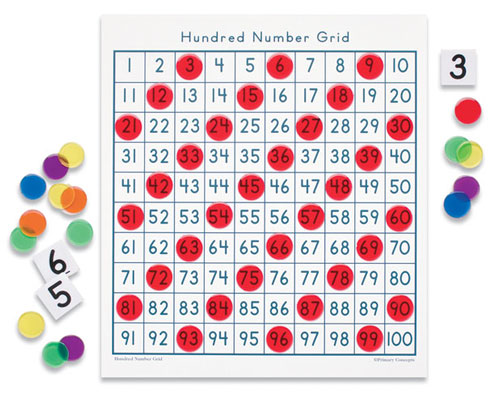 Hundred Number Grid
1 2 3 4 5 6 7 8 9 10
3
11 12 13 14 15 16 17 18 19 20
21 22 23 24 25 26 27 28 29 30
31 32 33 34 35 36 37 38 39 40
41 42 43 44 45 46 47 48 49 50
51 52 53 54 55 56 57 58 59 60
61 62 63 64 65 66 67 68 69 70
6
71 72 73 74 75 76 77 78 79 80
5
81 82 83 84 85 86 87 88 89 90
91 92 93 94 95 96 97 98 99 100
Hundred Number Grid
©Primary Concepts